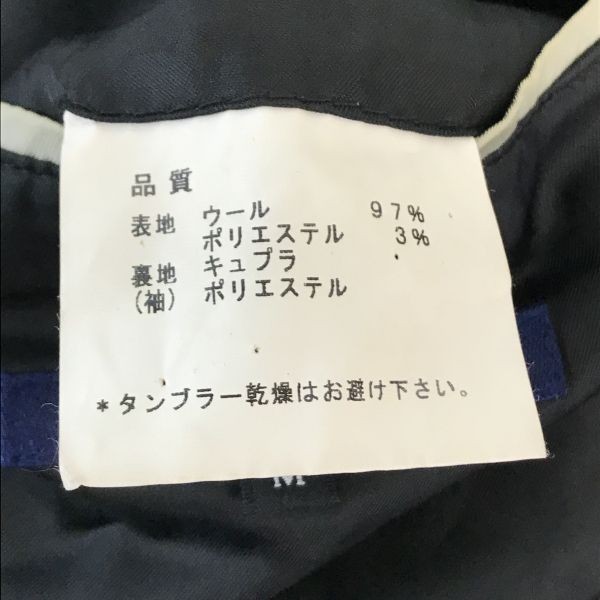 品質
表地 ウール 97%
ポリエステル 3%
裏地 キュプラ
(袖) ポリエステル
*タンブラー乾燥はお避け下さい。
M